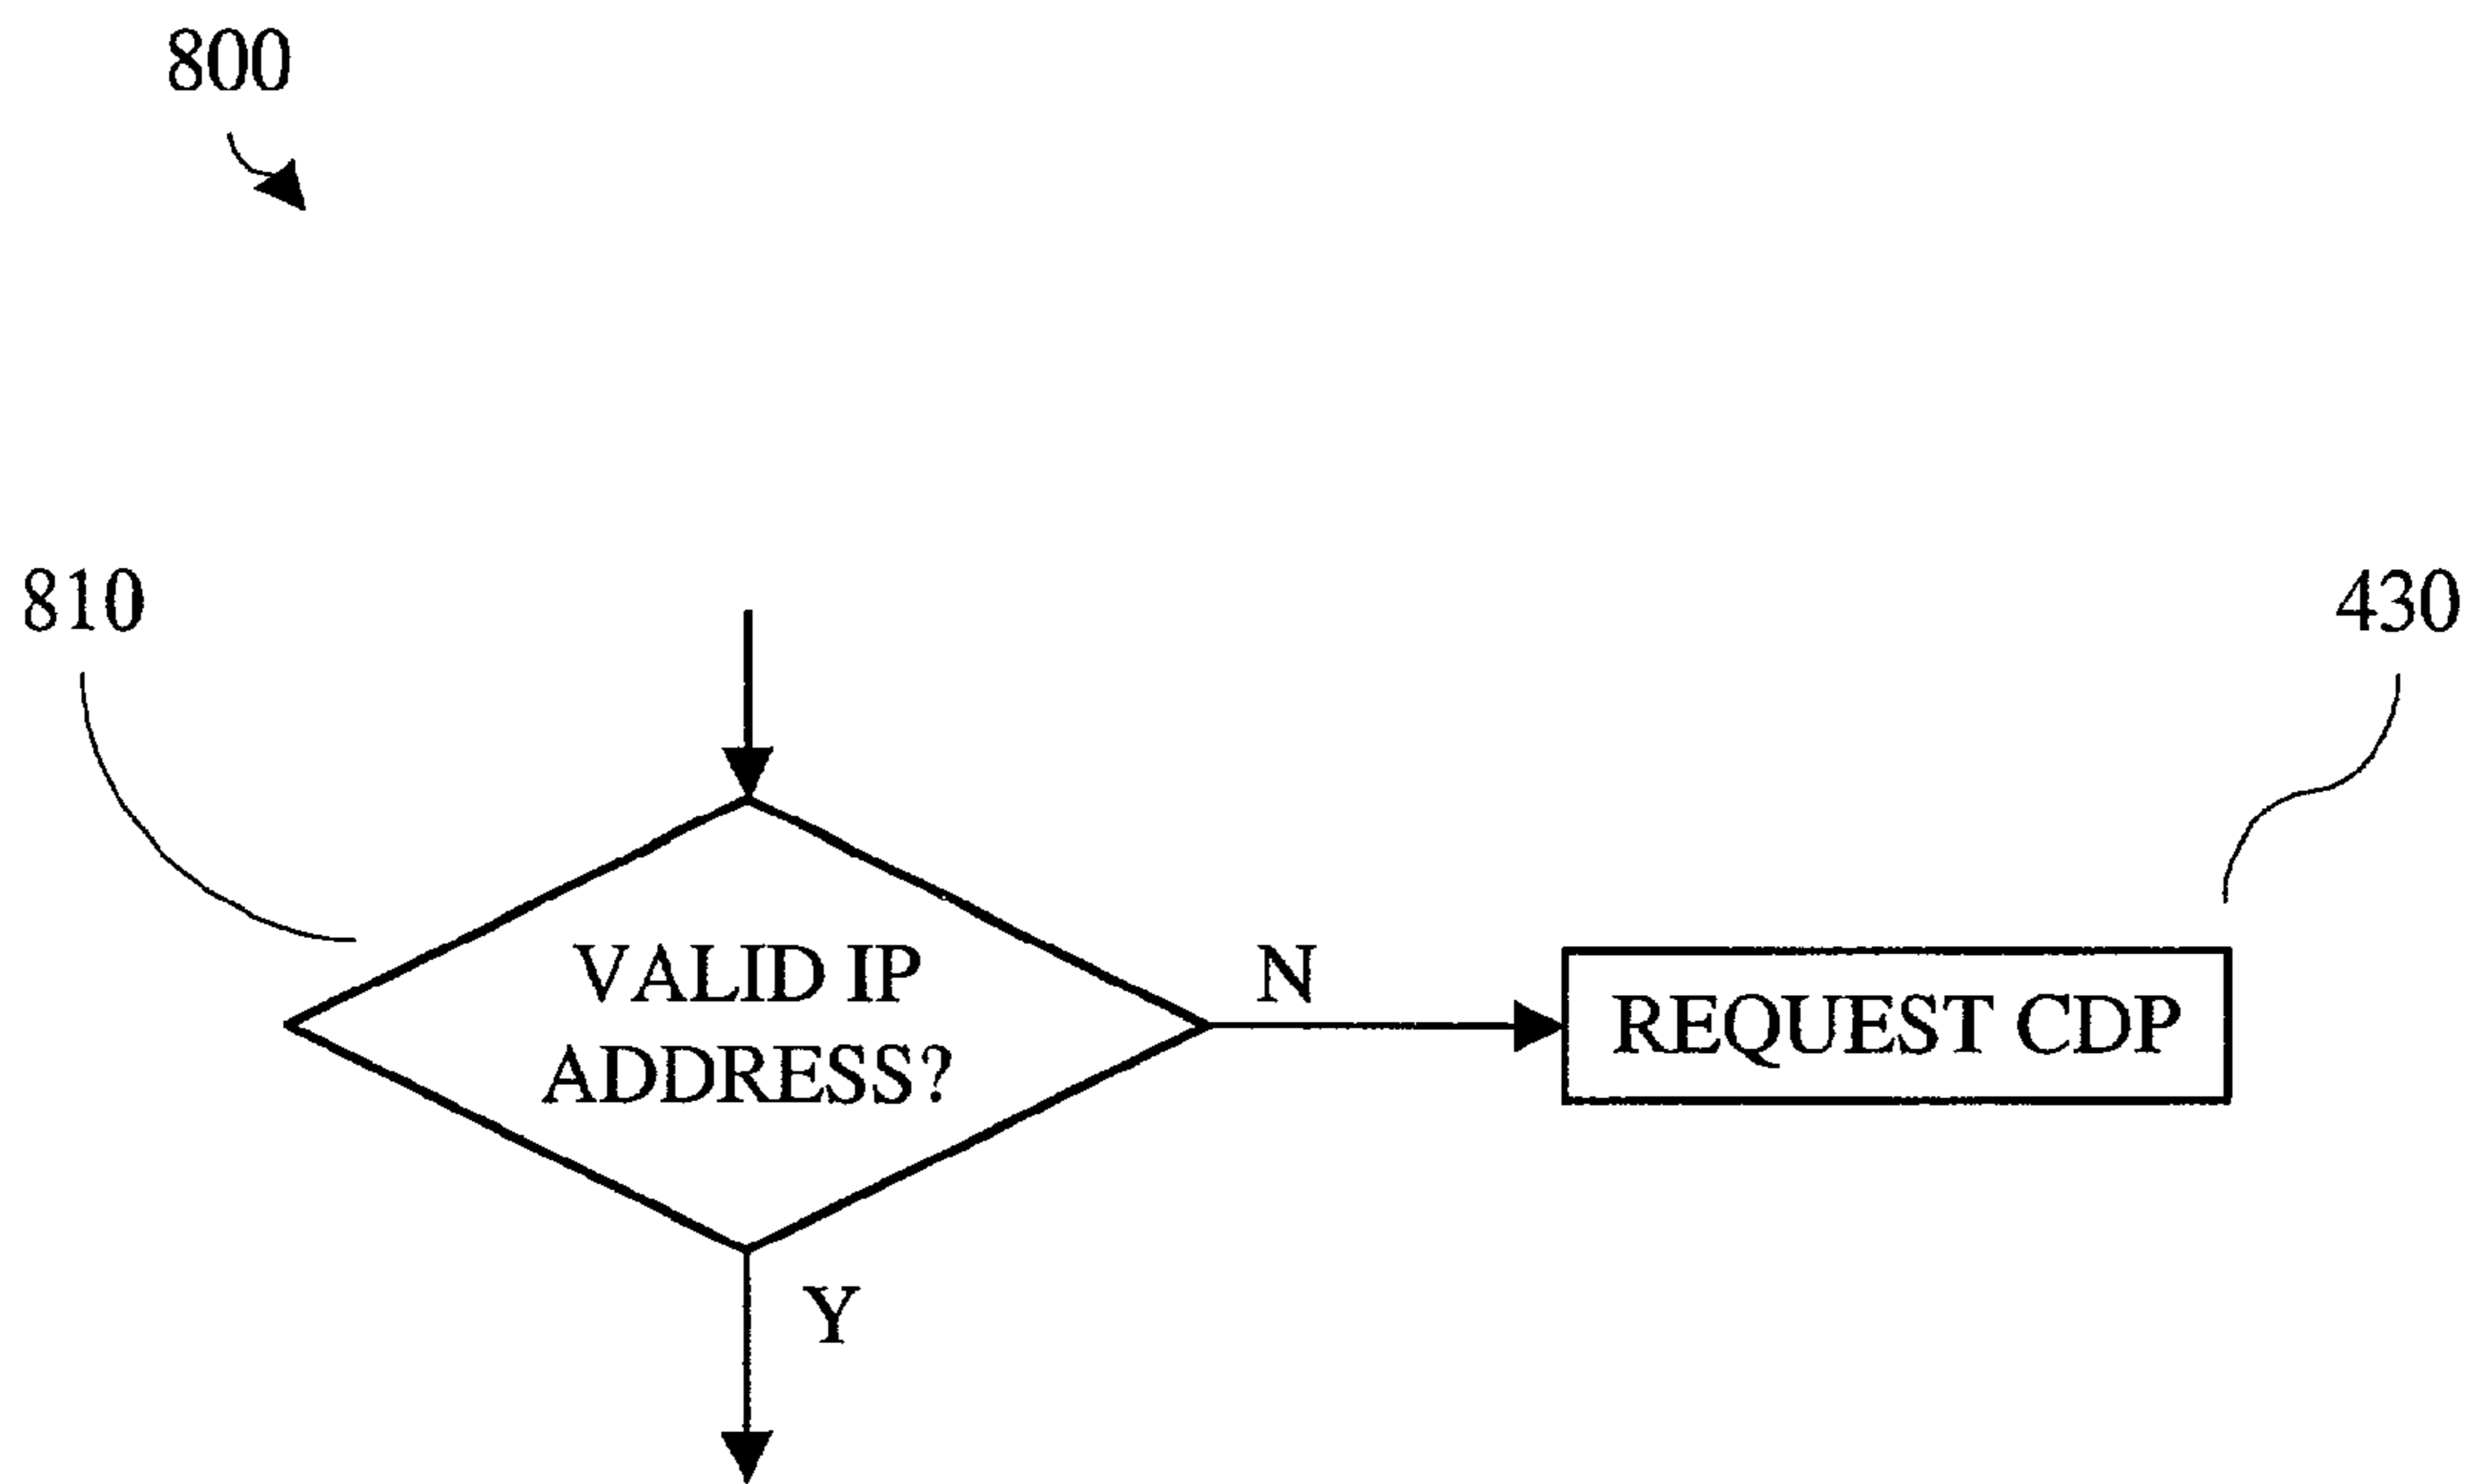 800
810
430
VALID IP
ADDRESS?
N
REQUEST CDP
Y